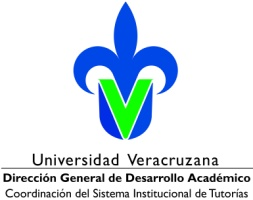 Universidad Veracruzana
Dirección General de Desarrollo Académico
Coordinación del Sistema Institucional de Tutorías